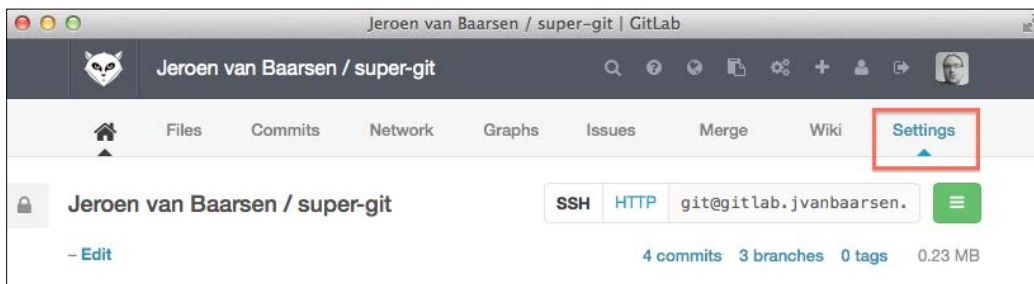 Jeroen van Baarsen / super-git | GitLab
Jeroen van Baarsen / super-git
Files Commits Network Graphs Issues Merge Wiki Settings
Jeroen van Baarsen / super-git SSH HTTP git@gitlab.jvanbaarsen.
– Edit 4 commits 3 branches 0 tags 0.23 MB